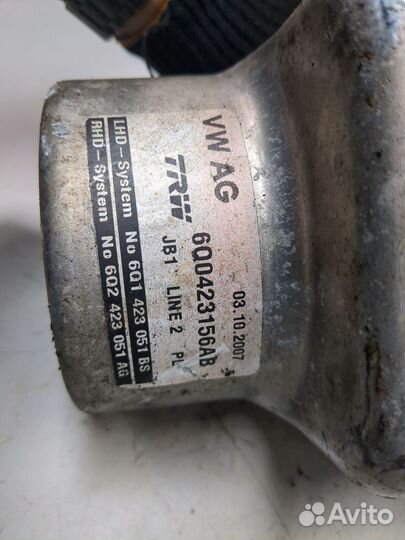 VW AG
03.10.2007
TRW
6Q0423156AB
JB1 LINE 2 PL
LHD-System No 6Q1 423 051 BS
RHD-System No 6Q2 423 051 AG
Avito